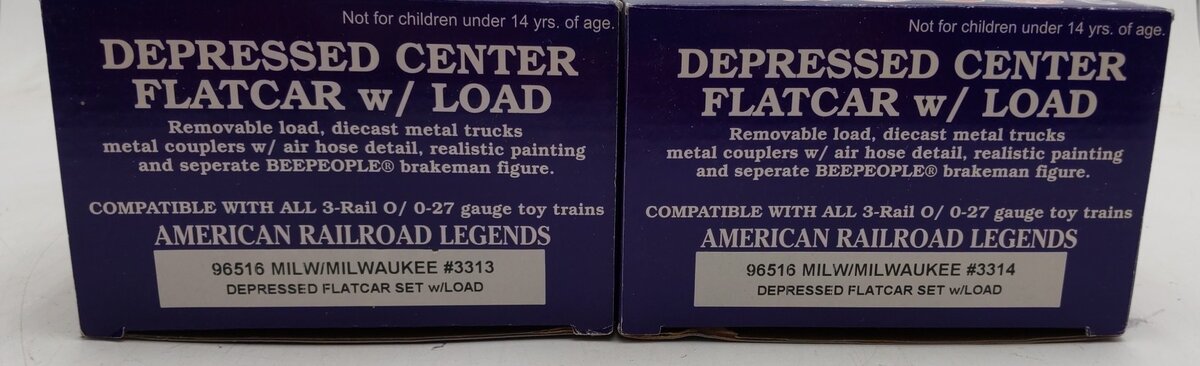 Not for children under 14 yrs. of age.
DEPRESSED CENTER
FLATCAR w/ LOAD
Removable load, diecast metal trucks
metal couplers w/ air hose detail, realistic painting
and seperate BEEPEOPLE® brakeman figure.
COMPATIBLE WITH ALL 3-Rail O/ 0-27 gauge toy trains
AMERICAN RAILROAD LEGENDS
96516 MILW/MILWAUKEE #3313
DEPRESSED FLATCAR SET w/LOAD
Not for children under 14 yrs. of age.
DEPRESSED CENTER
FLATCAR w/ LOAD
Removable load, diecast metal trucks
metal couplers w/ air hose detail, realistic painting
and seperate BEEPEOPLE® brakeman figure.
COMPATIBLE WITH ALL 3-Rail O/ 0-27 gauge toy trains
AMERICAN RAILROAD LEGENDS
96516 MILW/MILWAUKEE #3314
DEPRESSED FLATCAR SET w/LOAD